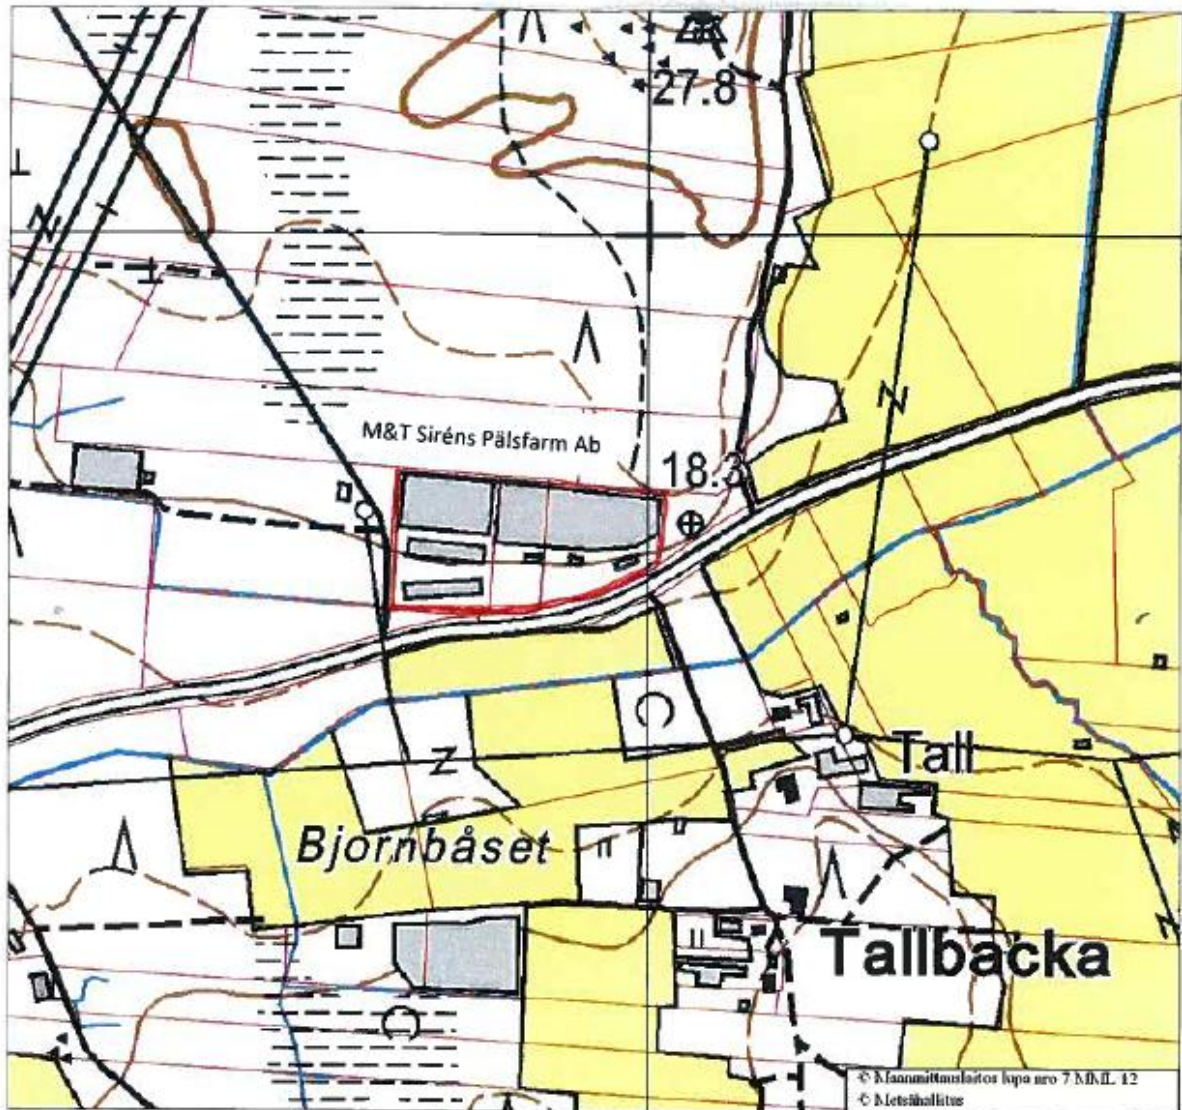 27.8
M&T Siréns Pälsfarm Ab
18.3
Z
Z
Z
Tall
Bjornbåset
Tallbacka
© Maanmittauslaitos lupa nro 7 MML 12
© Metsähallitus